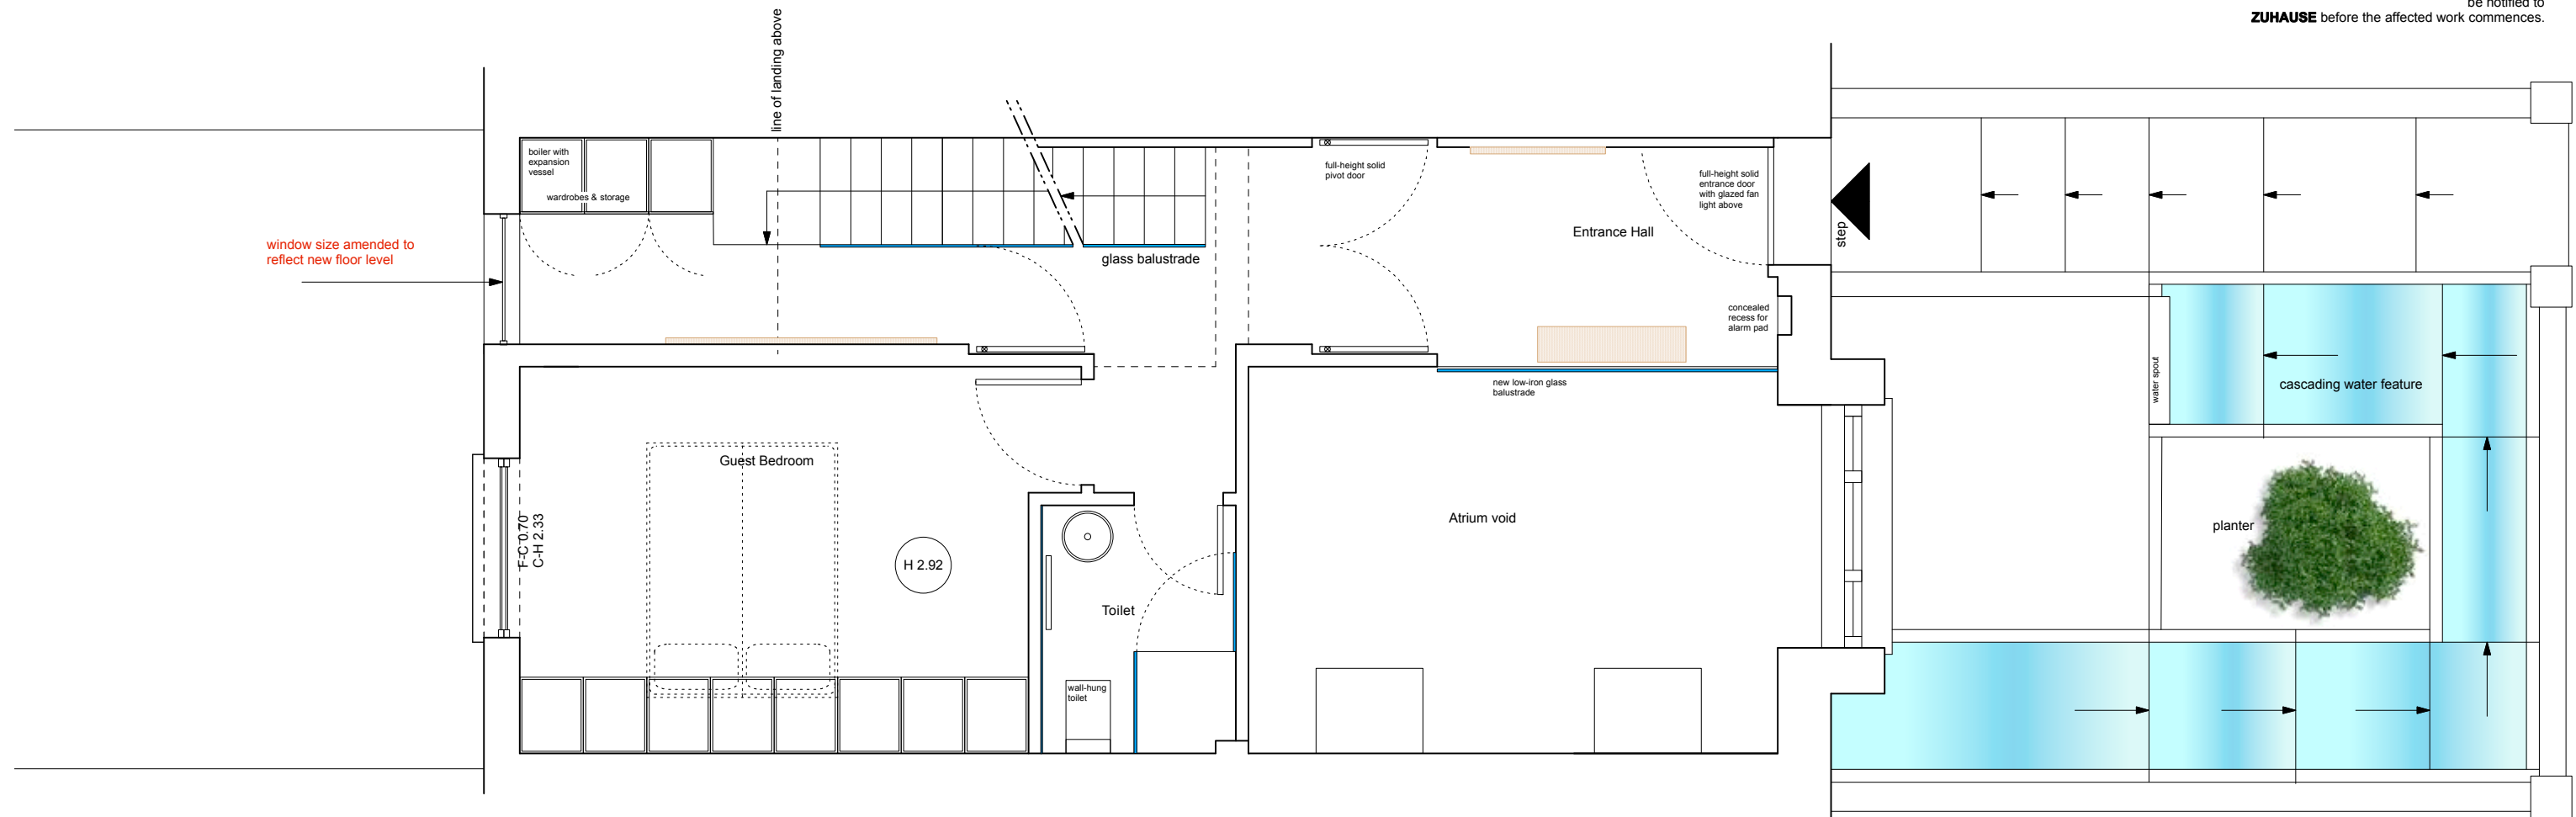 be notified to
ZUHAUSE before the affected work commences.
line of landing above
boiler with
expansion
vessel
wardrobes & storage
window size amended to
reflect new floor level
glass balustrade
full-height solid
pivot door
Entrance Hall
full-height solid
entrance door
with glazed fan
light above
step
concealed
recess for
alarm pad
new low-iron glass
balustrade
water spout
cascading water feature
Guest Bedroom
F-C 0.70
C-H 2.33
H 2.92
Toilet
wall-hung
toilet
Atrium void
planter